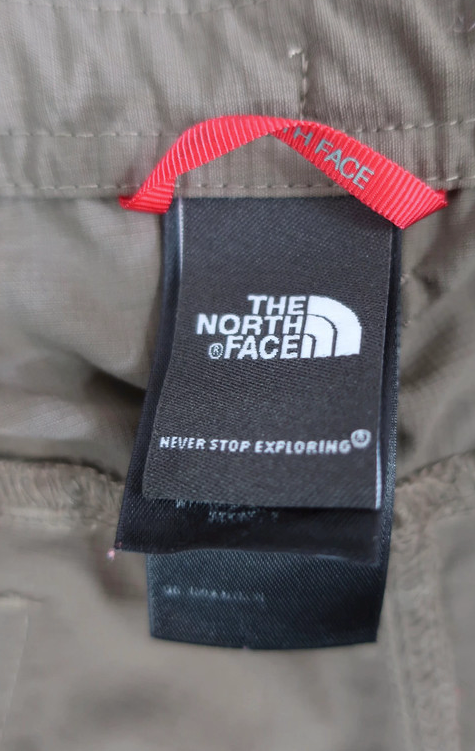 TH FACE
THE
NORTH
®FACE
NEVER STOP EXPLORING®